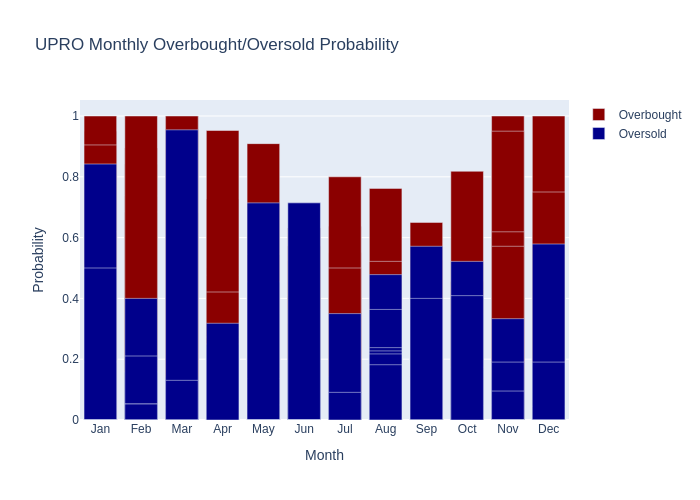 UPRO Monthly Overbought/Oversold Probability
Overbought
Oversold
1
0.8
0.6
0.4
0.2
0
Probability
Jan Feb Mar Apr May Jun Jul Aug Sep Oct Nov Dec
Month